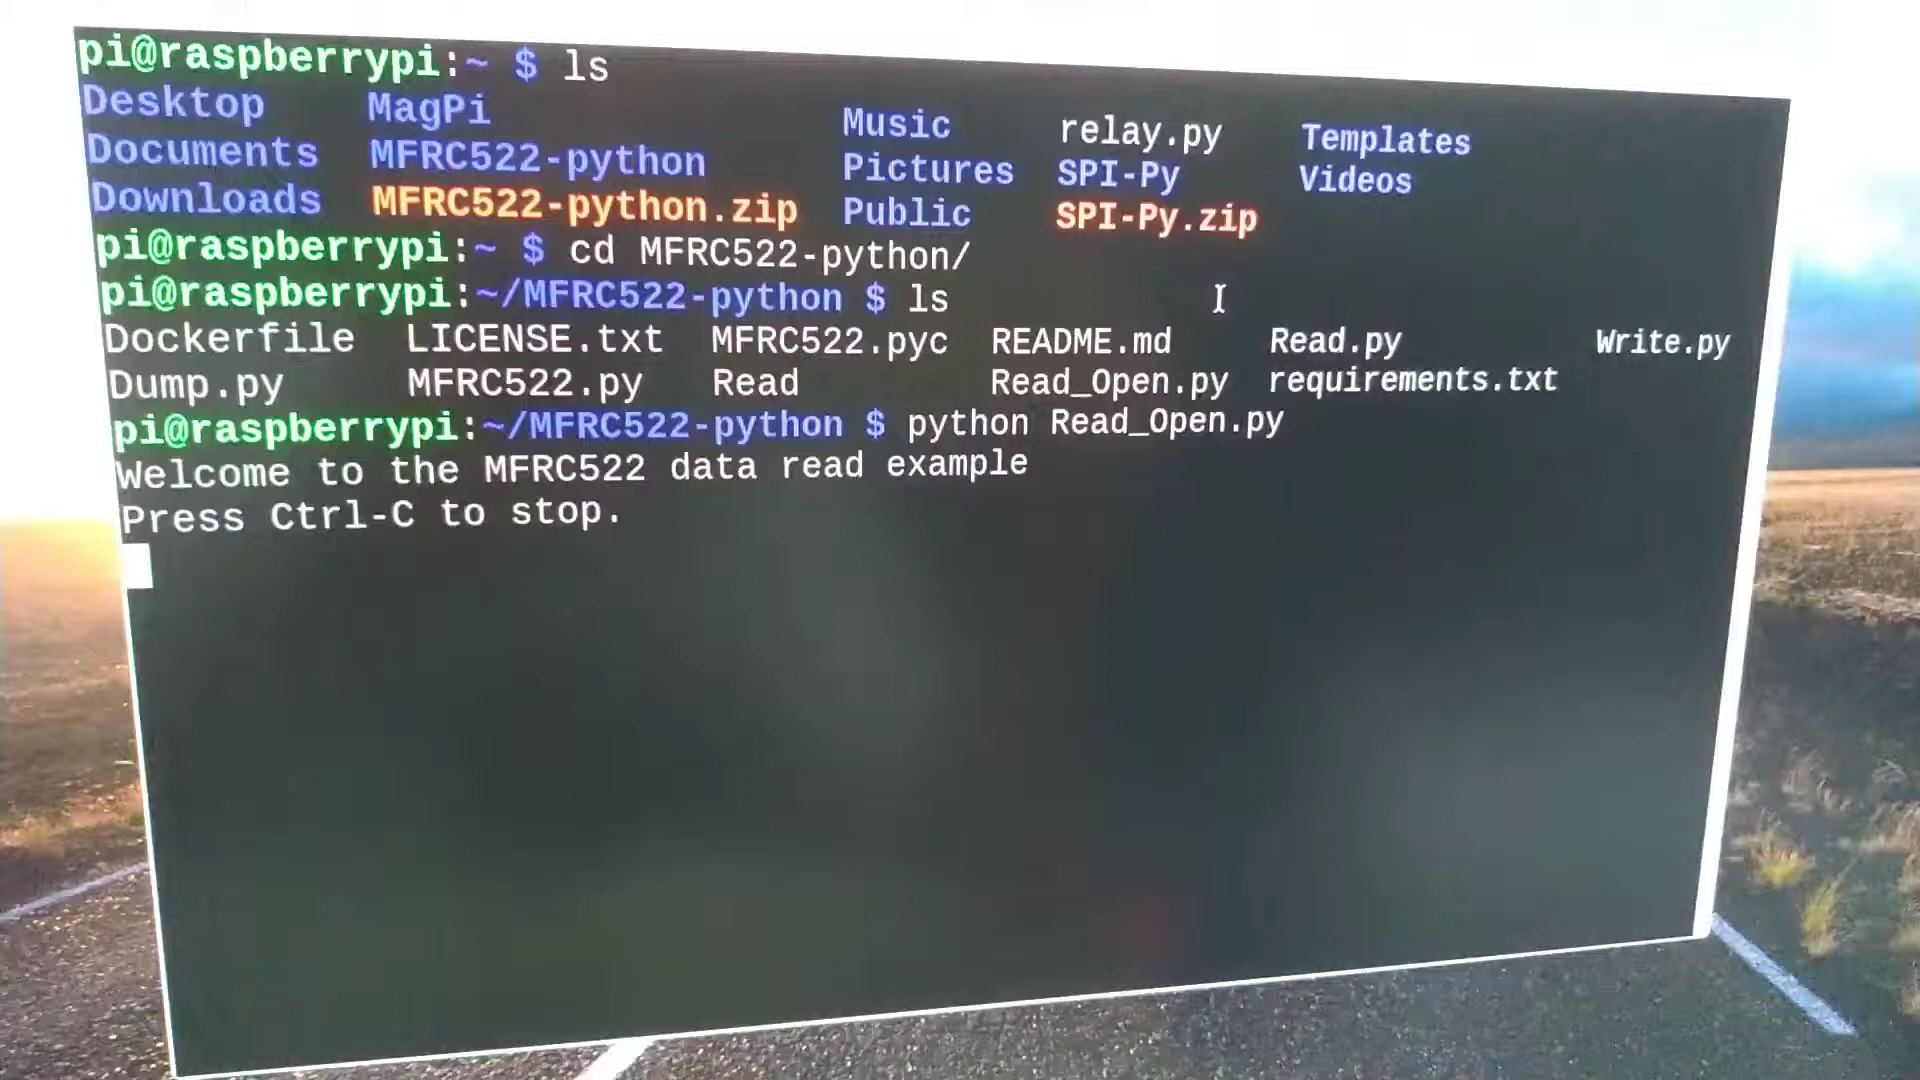 pi@raspberrypi:~ $ ls
Desktop MagPi Music relay.py Templates
Documents MFRC522-python Pictures SPI-Py Videos
Downloads MFRC522-python.zip Public SPI-Py.zip
pi@raspberrypi:~ $ cd MFRC522-python/
pi@raspberrypi:~/MFRC522-python $ ls
Dockerfile LICENSE.txt MFRC522.pyc README.md Read.py Write.py
Dump.py MFRC522.py Read Read_Open.py requirements.txt
pi@raspberrypi:~/MFRC522-python $ python Read_Open.py
Welcome to the MFRC522 data read example
Press Ctrl-C to stop.